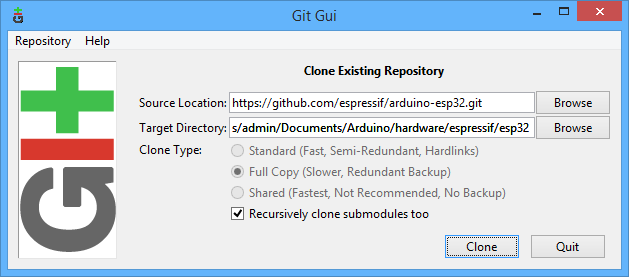 Git Gui
Repository Help
Clone Existing Repository
Source Location: https://github.com/espressif/arduino-esp32.git Browse
Target Directory: s/admin/Documents/Arduino/hardware/espressif/esp32 Browse
Clone Type: Standard (Fast, Semi-Redundant, Hardlinks)
Full Copy (Slower, Redundant Backup)
Shared (Fastest, Not Recommended, No Backup)
Recursively clone submodules too
Clone Quit
Git